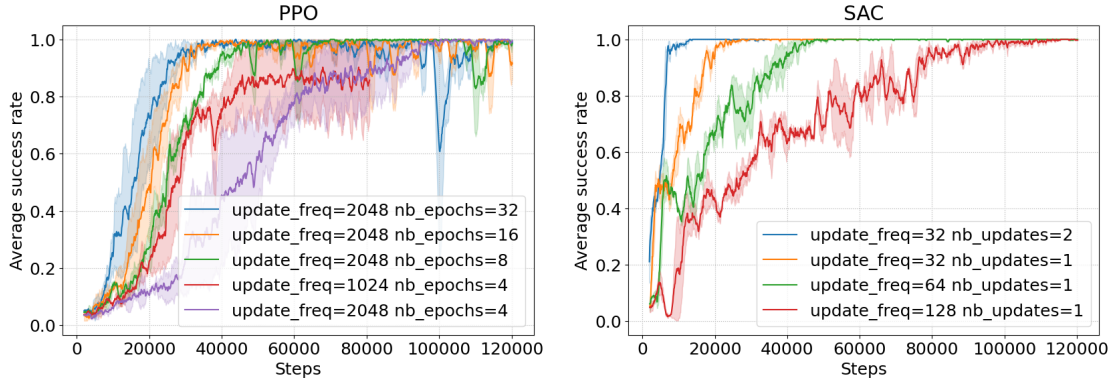 PPO
Average success rate
1.0
0.8
0.6
0.4
0.2
0.0
update_freq=2048 nb_epochs=32
update_freq=2048 nb_epochs=16
update_freq=2048 nb_epochs=8
update_freq=1024 nb_epochs=4
update_freq=2048 nb_epochs=4
0 20000 40000 60000 80000 100000 120000
Steps
SAC
Average success rate
1.0
0.8
0.6
0.4
0.2
0.0
update_freq=32 nb_updates=2
update_freq=32 nb_updates=1
update_freq=64 nb_updates=1
update_freq=128 nb_updates=1
0 20000 40000 60000 80000 100000 120000
Steps